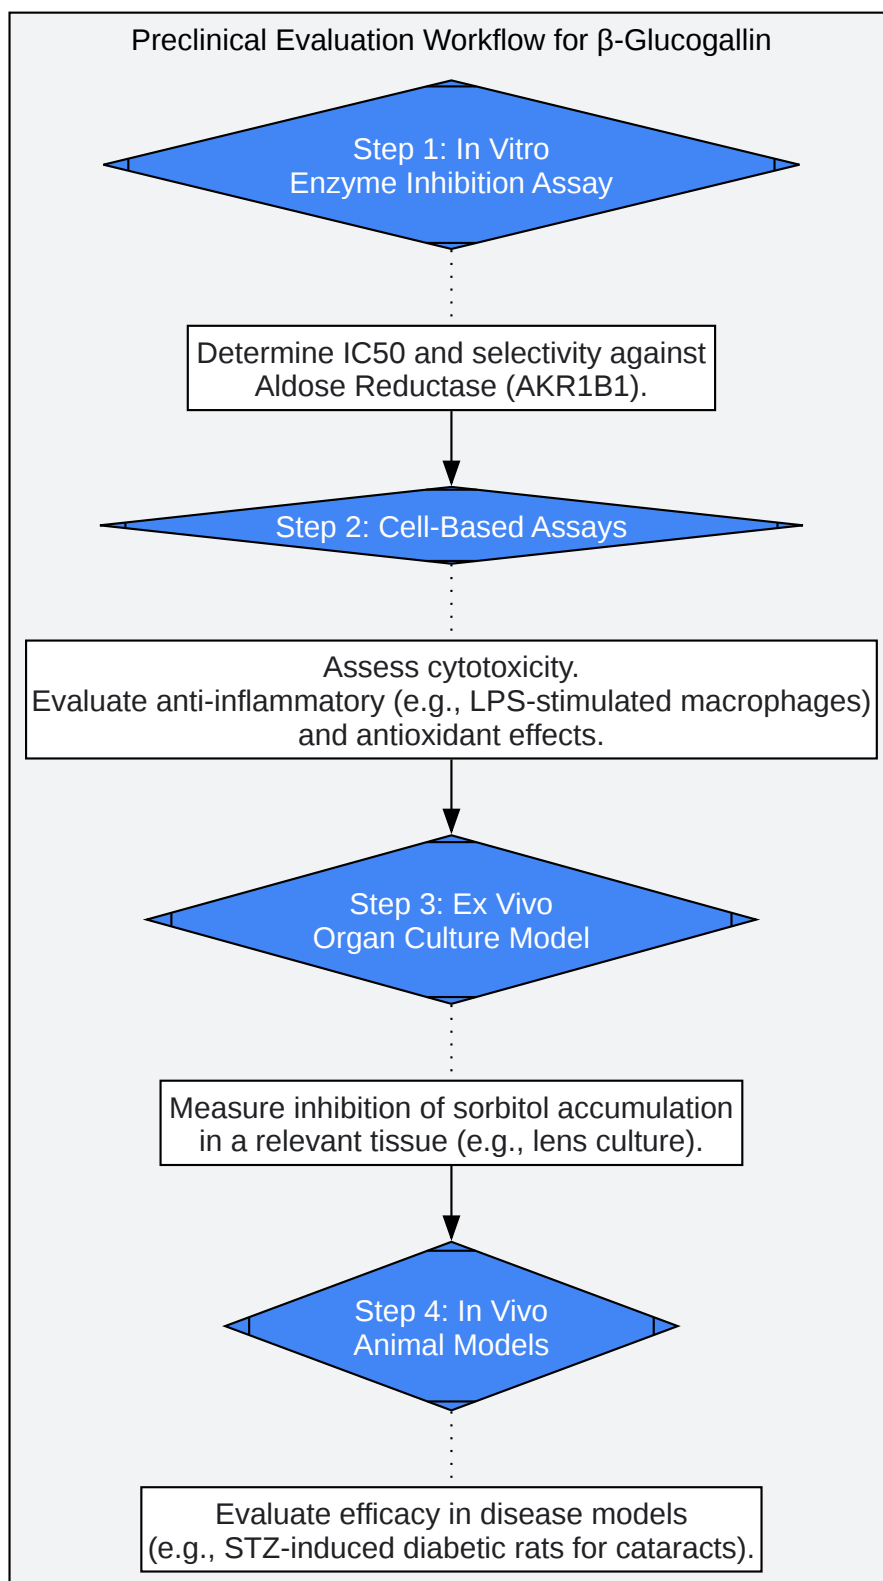 Preclinical Evaluation Workflow for β-Glucogallin
Step 1: In Vitro
Enzyme Inhibition Assay
Determine IC50 and selectivity against
Aldose Reductase (AKR1B1).
Step 2: Cell-Based Assays
Assess cytotoxicity.
Evaluate anti-inflammatory (e.g., LPS-stimulated macrophages)
and antioxidant effects.
Step 3: Ex Vivo
Organ Culture Model
Measure inhibition of sorbitol accumulation
in a relevant tissue (e.g., lens culture).
Step 4: In Vivo
Animal Models
Evaluate efficacy in disease models
(e.g., STZ-induced diabetic rats for cataracts).